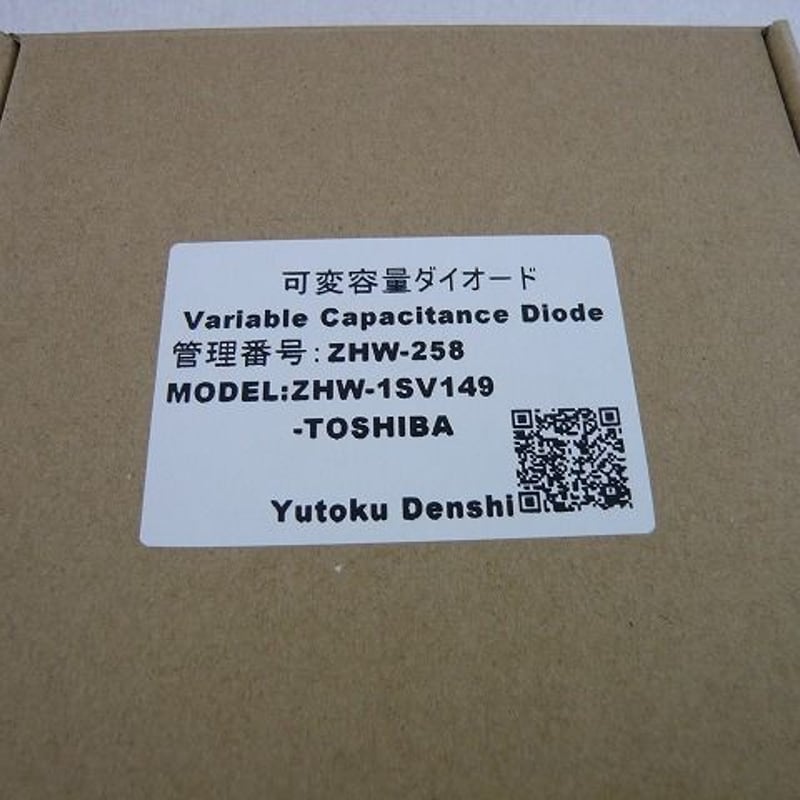 可変容量ダイオード
Variable Capacitance Diode
管理番号:ZHW-258
MODEL:ZHW-1SV149
-TOSHIBA
Yutoku Denshi